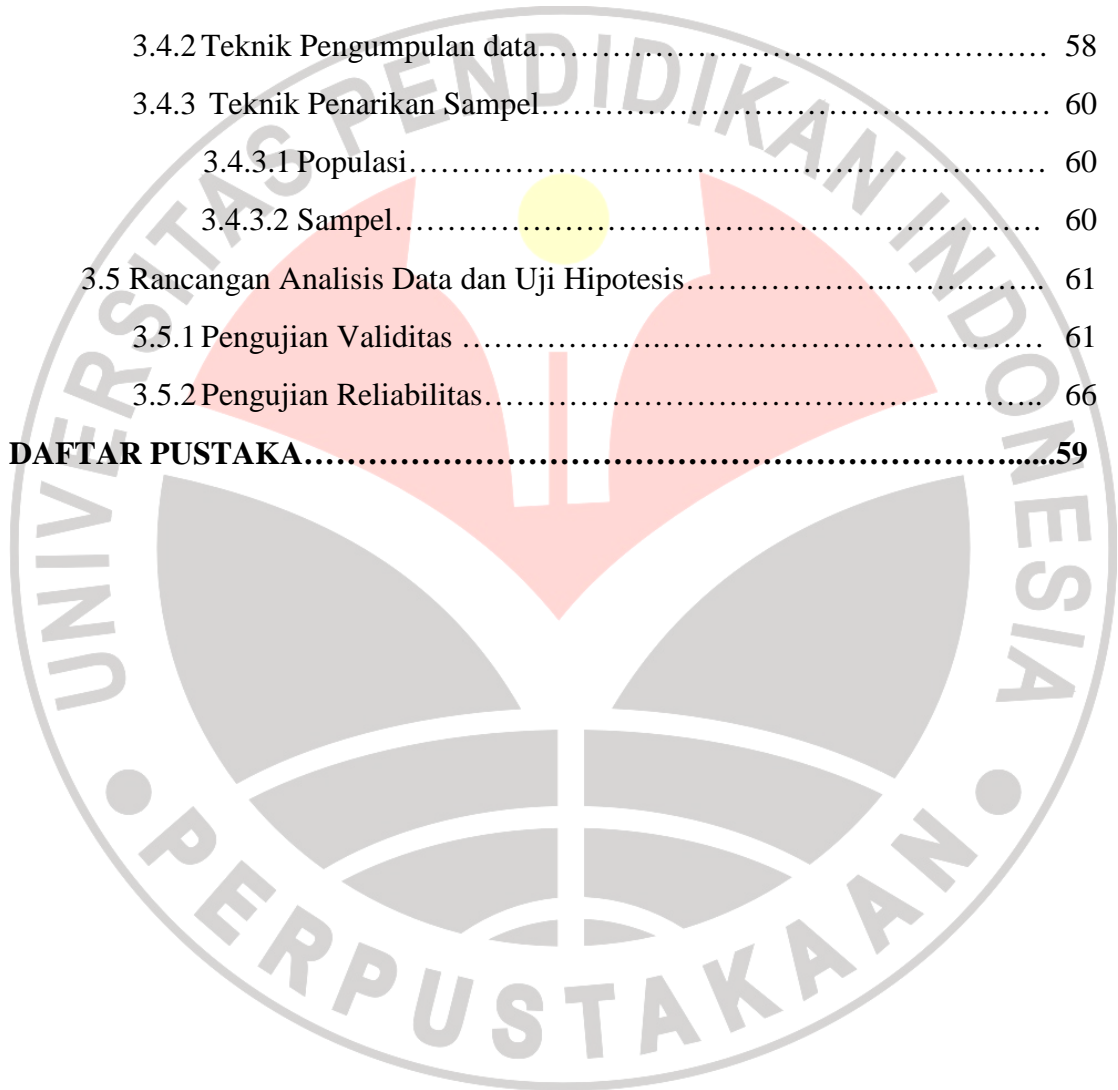 3.4.2 Teknik Pengumpulan data………………………………………… 58
3.4.3 Teknik Penarikan Sampel………………………………………… 60
3.4.3.1 Populasi…………………………………………………… 60
3.4.3.2 Sampel……………………………………………………. 60
3.5 Rancangan Analisis Data dan Uji Hipotesis………………...………….. 61
3.5.1 Pengujian Validitas ……………….……………………………… 61
3.5.2 Pengujian Reliabilitas……………………………………………. 66
DAFTAR PUSTAKA…………………………………………………………......59
UNIVERSITAS PENDIDIKAN INDONESIA
PERPUSTAKAAN